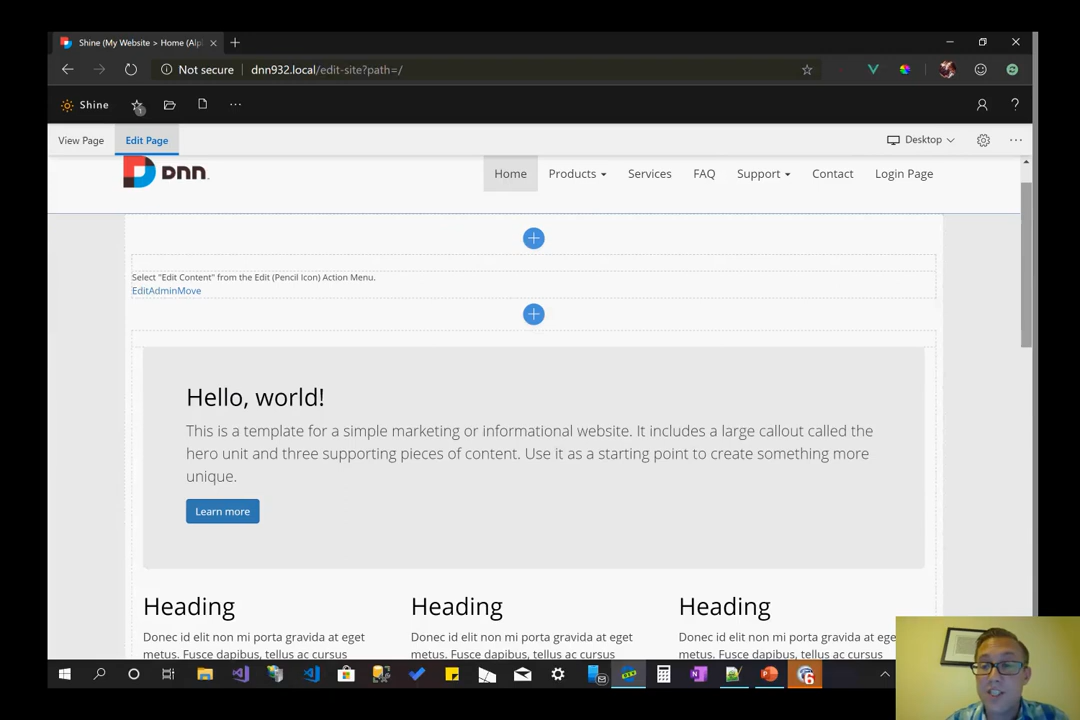 Shine (My Website > Home (Alp
Not secure dnn932.local/edit-site?path=/
Shine
1
?
View Page Edit Page Desktop
DNN
Home Products Services FAQ Support Contact Login Page
Select "Edit Content" from the Edit (Pencil Icon) Action Menu.
EditAdminMove
Hello, world!
This is a template for a simple marketing or informational website. It includes a large callout called the
hero unit and three supporting pieces of content. Use it as a starting point to create something more
unique.
Learn more
Heading Heading Heading
Donec id elit non mi porta gravida at eget Donec id elit non mi porta gravida at eget Donec id elit non mi porta gravida at ege
metus. Fusce dapibus, tellus ac cursus metus. Fusce dapibus, tellus ac cursus metus. Fusce dapibus, tellus ac cursus